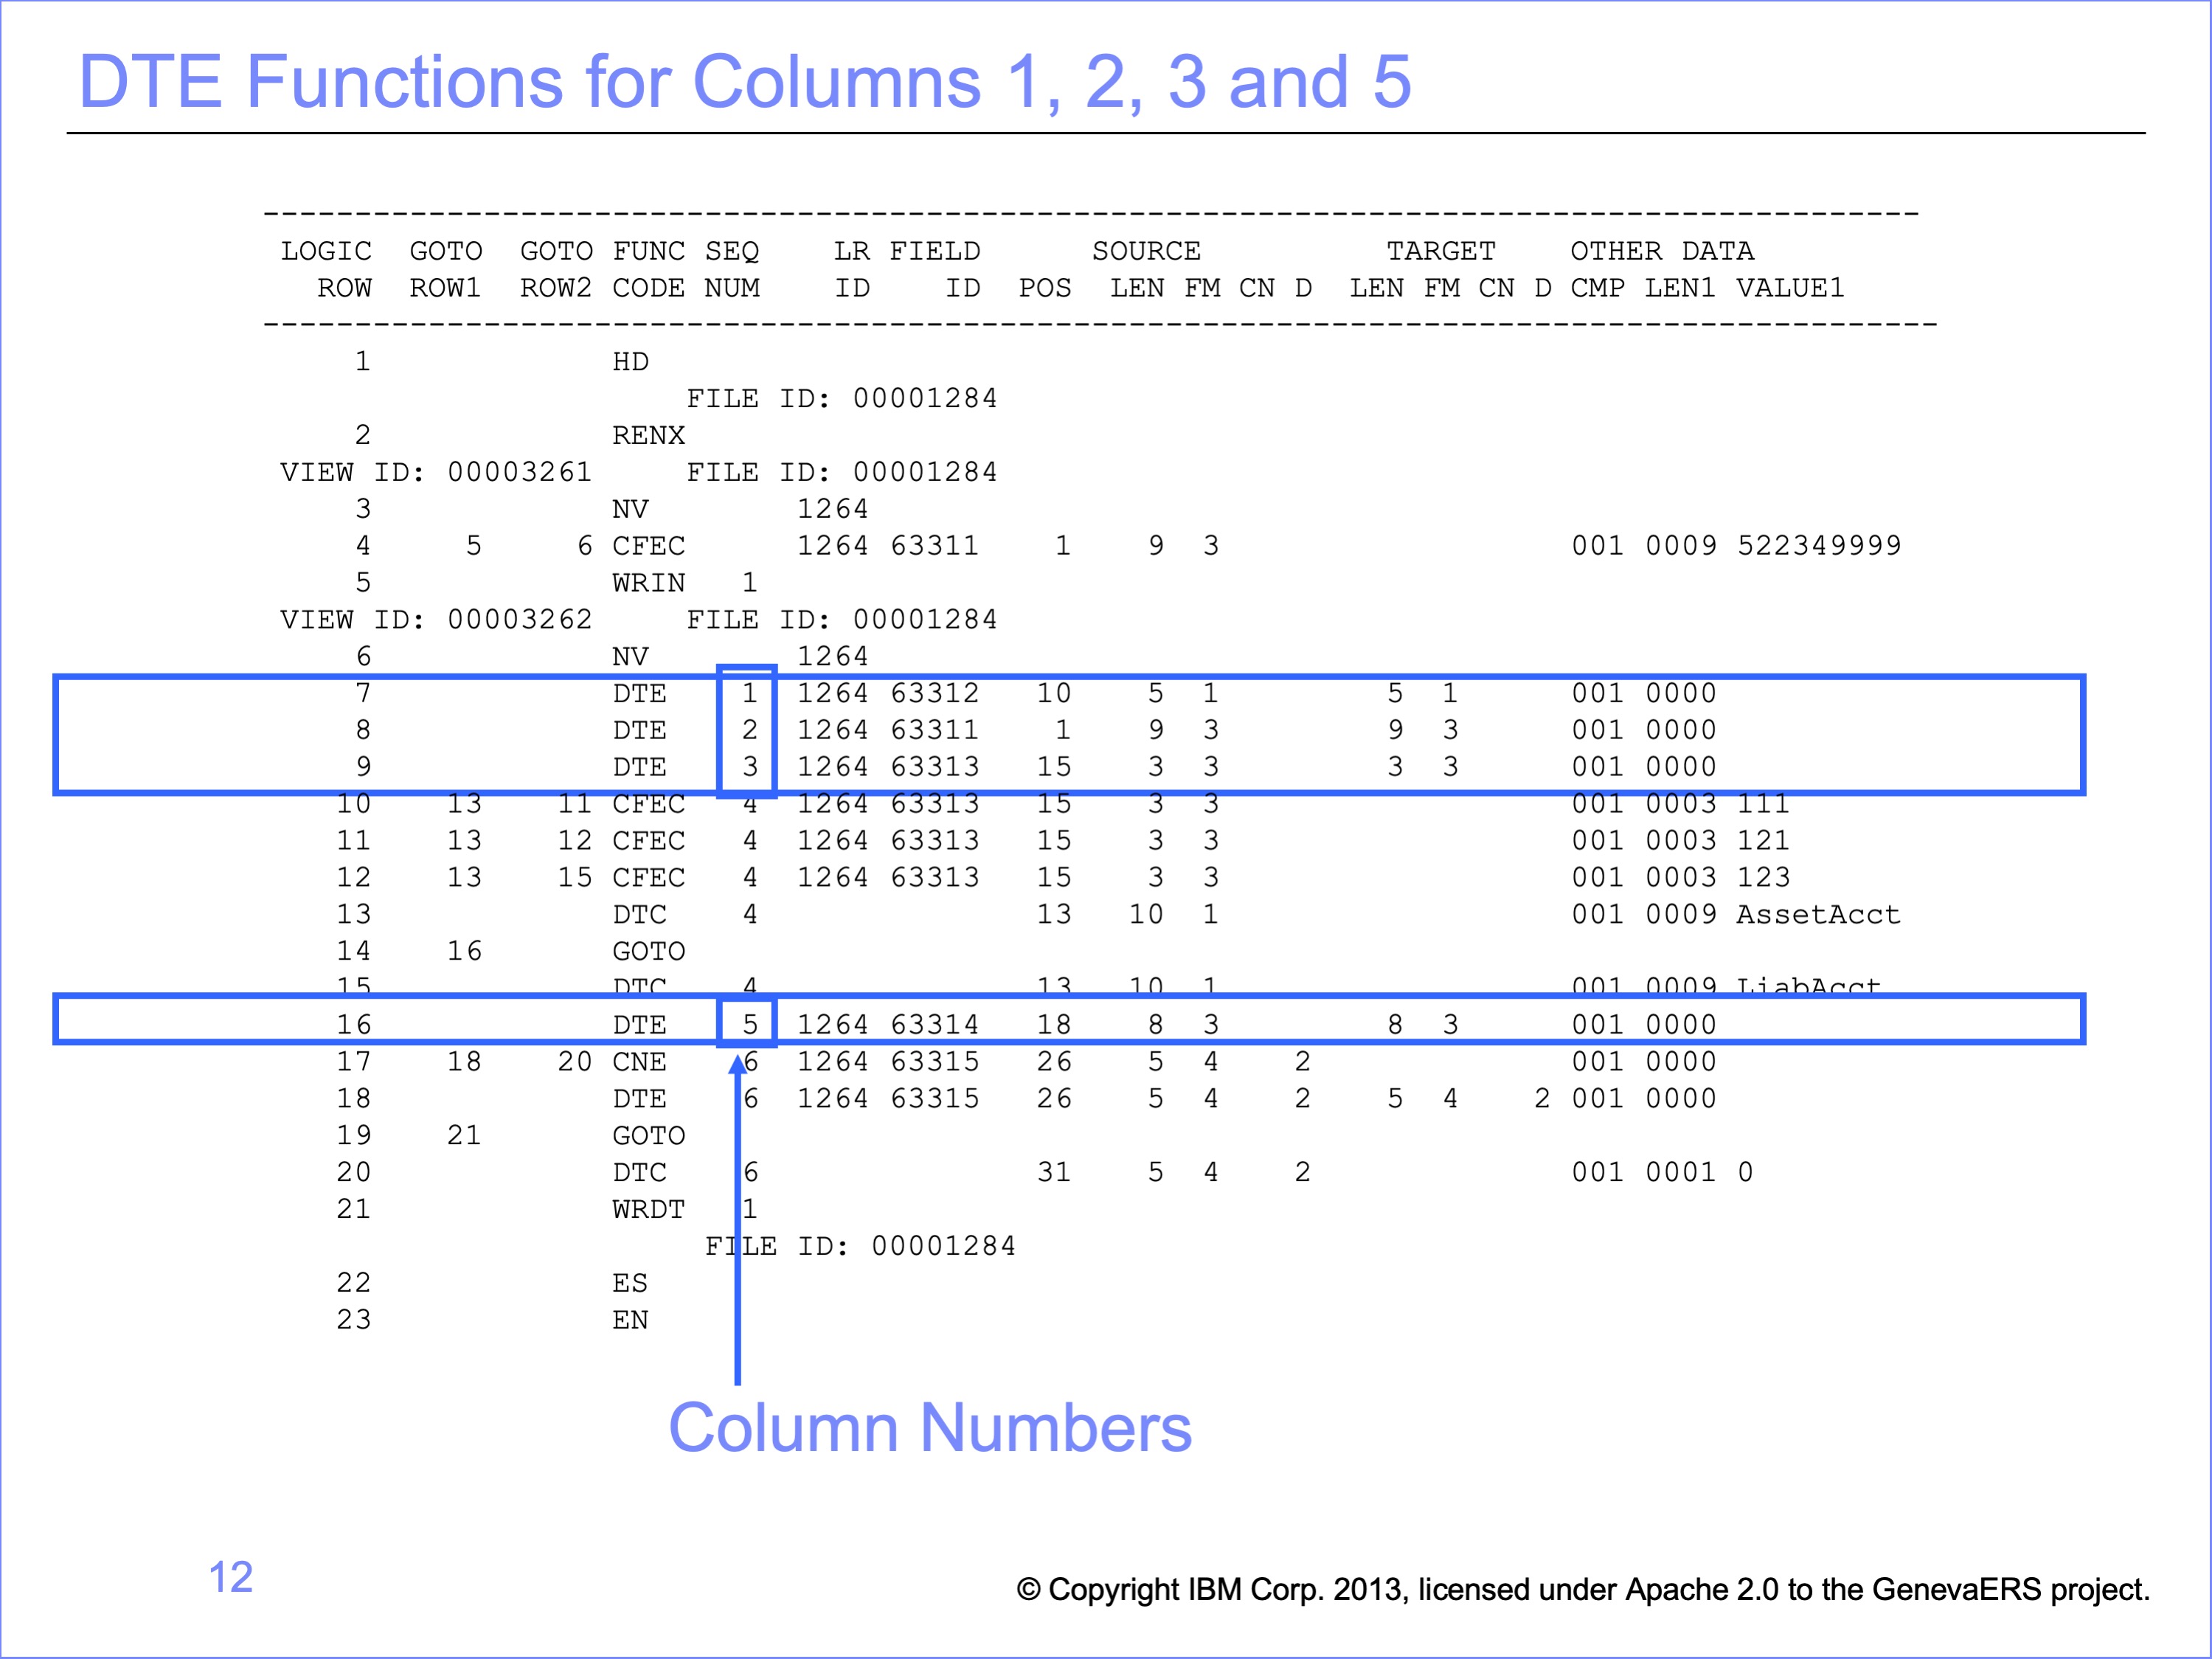 DTE Functions for Columns 1, 2, 3 and 5
LOGIC GOTO GOTO FUNC SEQ LR FIELD SOURCE TARGET OTHER DATA
ROW ROW1 ROW2 CODE NUM ID ID POS LEN FM CN D LEN FM CN D CMP LEN1 VALUE1
1 HD
FILE ID: 00001284
2 RENX
VIEW ID: 00003261 FILE ID: 00001284
3 NV 1264
4 5 6 CFEC 1264 63311 1 9 3 001 0009 522349999
5 WRIN 1
VIEW ID: 00003262 FILE ID: 00001284
6 NV 1264
7 DTE 1 1264 63312 10 5 1 5 1 001 0000
8 DTE 2 1264 63311 1 9 3 9 3 001 0000
9 DTE 3 1264 63313 15 3 3 3 3 001 0000
10 13 11 CFEC 4 1264 63313 15 3 3 001 0003 111
11 13 12 CFEC 4 1264 63313 15 3 3 001 0003 121
12 13 15 CFEC 4 1264 63313 15 3 3 001 0003 123
13 DTC 4 13 10 1 001 0009 AssetAcct
14 16 GOTO
15 DTC 4 13 10 1 001 0009 LiabAcct
16 DTE 5 1264 63314 18 8 3 8 3 001 0000
17 18 20 CNE 6 1264 63315 26 5 4 2 001 0000
18 DTE 6 1264 63315 26 5 4 2 5 4 2 001 0000
19 21 GOTO
20 DTC 6 31 5 4 2 001 0001 0
21 WRDT 1
FILE ID: 00001284
22 ES
23 EN
Column Numbers
12
© Copyright IBM Corp. 2013, licensed under Apache 2.0 to the GenevaERS project.